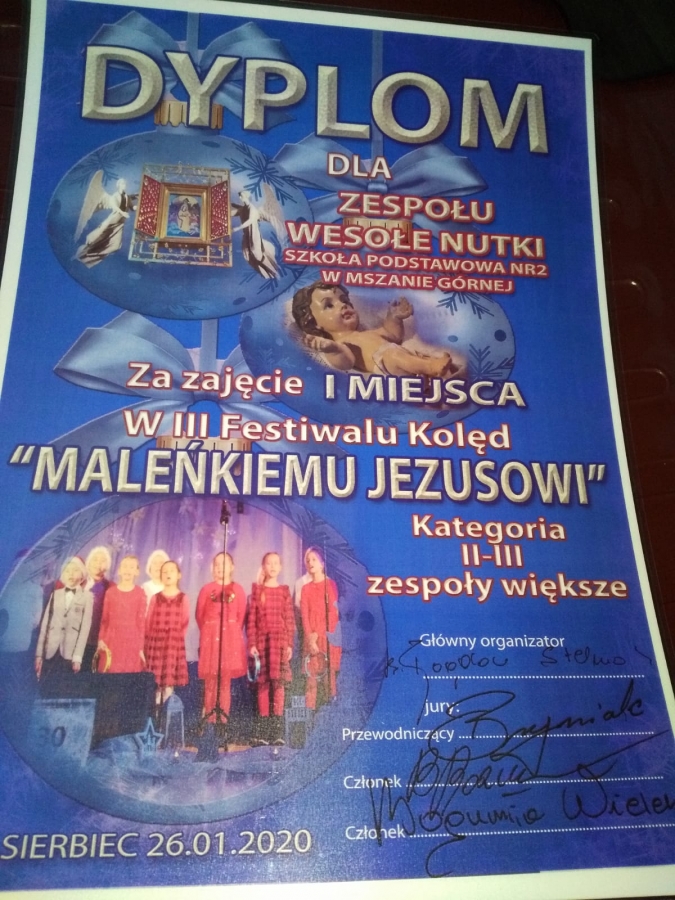 DYPLOM
DLA
ZESPOŁU
WESOŁE NUTKI
SZKOŁA PODSTAWOWA NR2
W MSZANIE GÓRNEJ
Za zajęcie I MIEJSCA
W III Festiwalu Kolęd
"MALEŃKIEMU JEZUSOWI"
Kategoria
II-III
zespoły większe
Główny organizator
jury:
Przewodniczący
Członek
Członek
SIERBIEC 26.01.2020